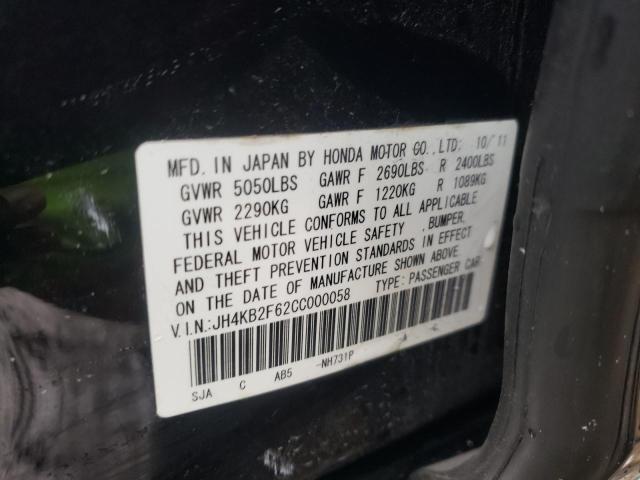 MFD. IN JAPAN BY HONDA MOTOR CO.,LTD: 10/11
GVWR 5050LBS GAWR F 2690LBS R 2400LBS
GVWR 2290KG GAWR F 1220KG R 1089KG
THIS VEHICLE CONFORMS TO ALL APPLICABLE
FEDERAL MOTOR VEHICLE SAFETY ,BUMPER,
AND THEFT PREVENTION STANDARDS IN EFFECT
ON THE DATE OF MANUFACTURE SHOWN ABOVE
V.I.N.:JH4KB2F62CC000058 TYPE: PASSENGER CAR
SJA C AB5 -NH731P